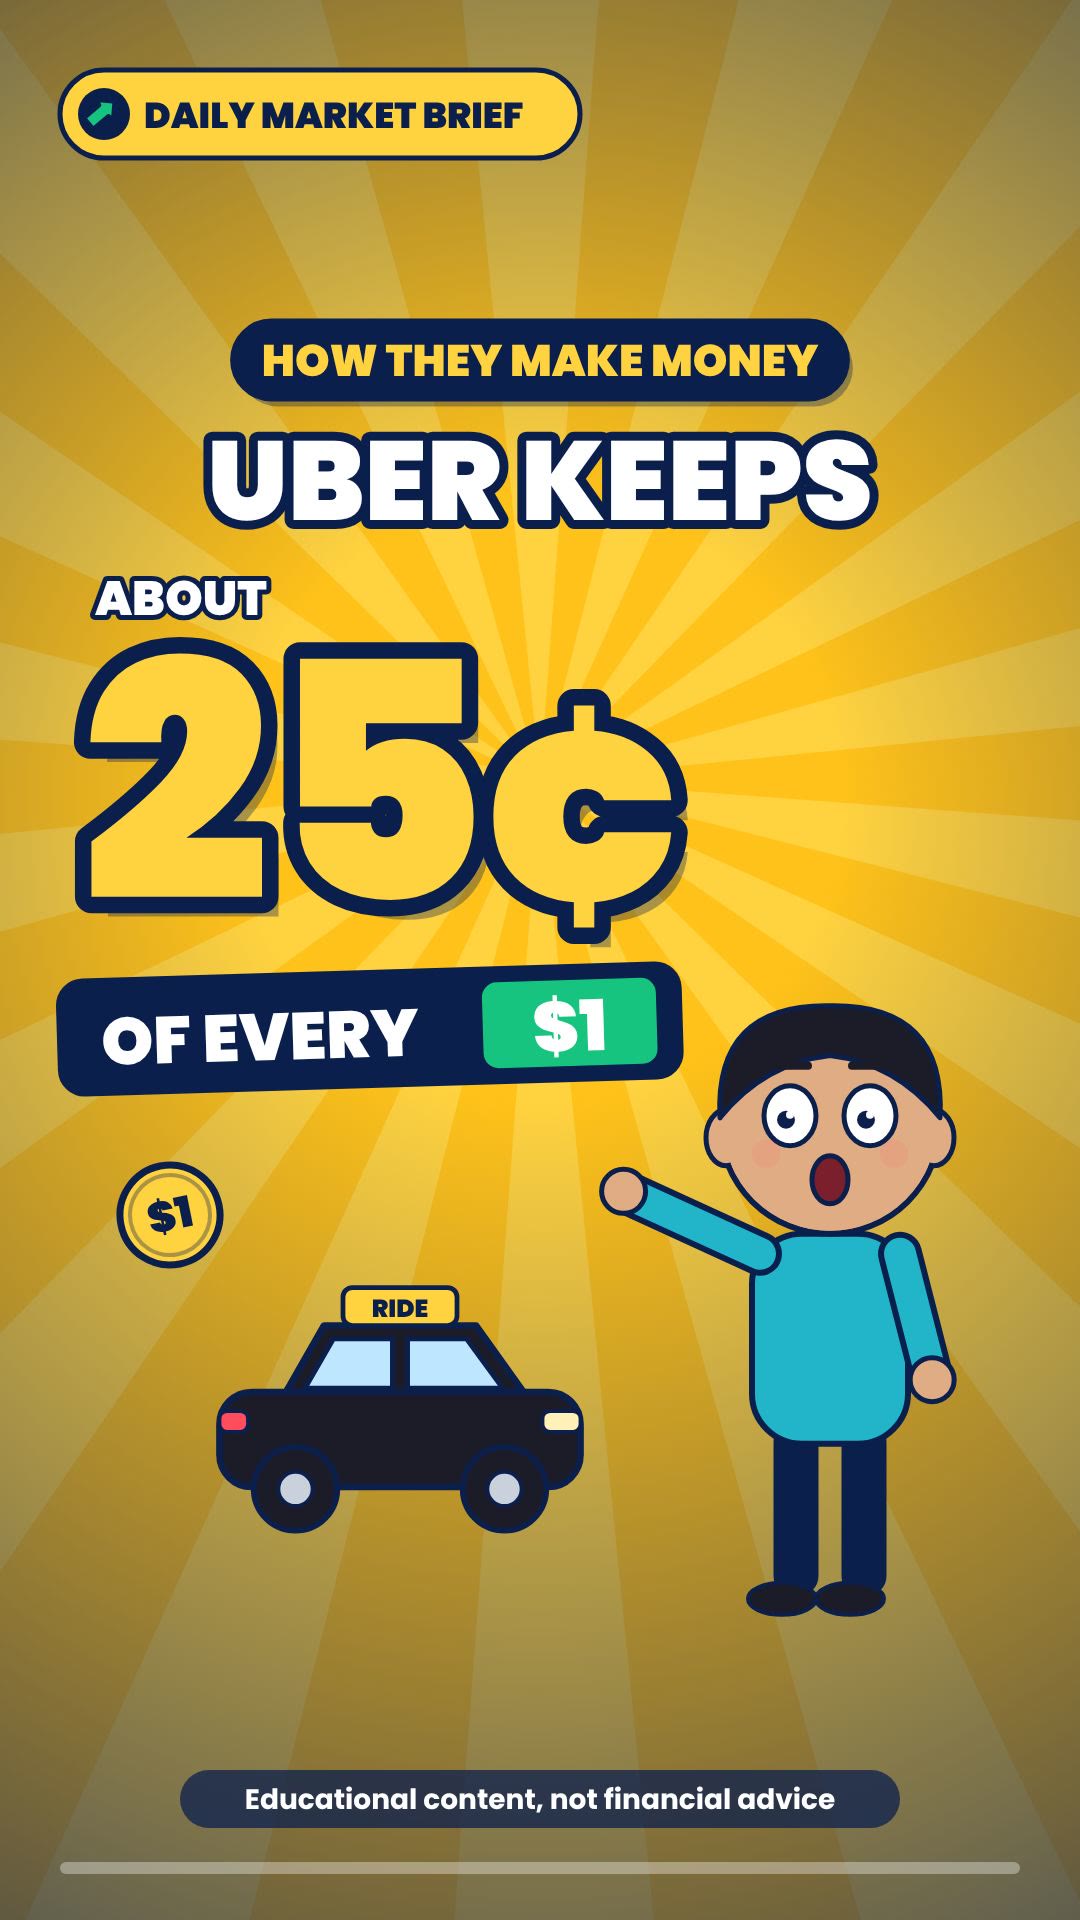 DAILY MARKET BRIEF
HOW THEY MAKE MONEY
UBER KEEPS
ABOUT
25¢
OF EVERY $1
$1
RIDE
Educational content, not financial advice